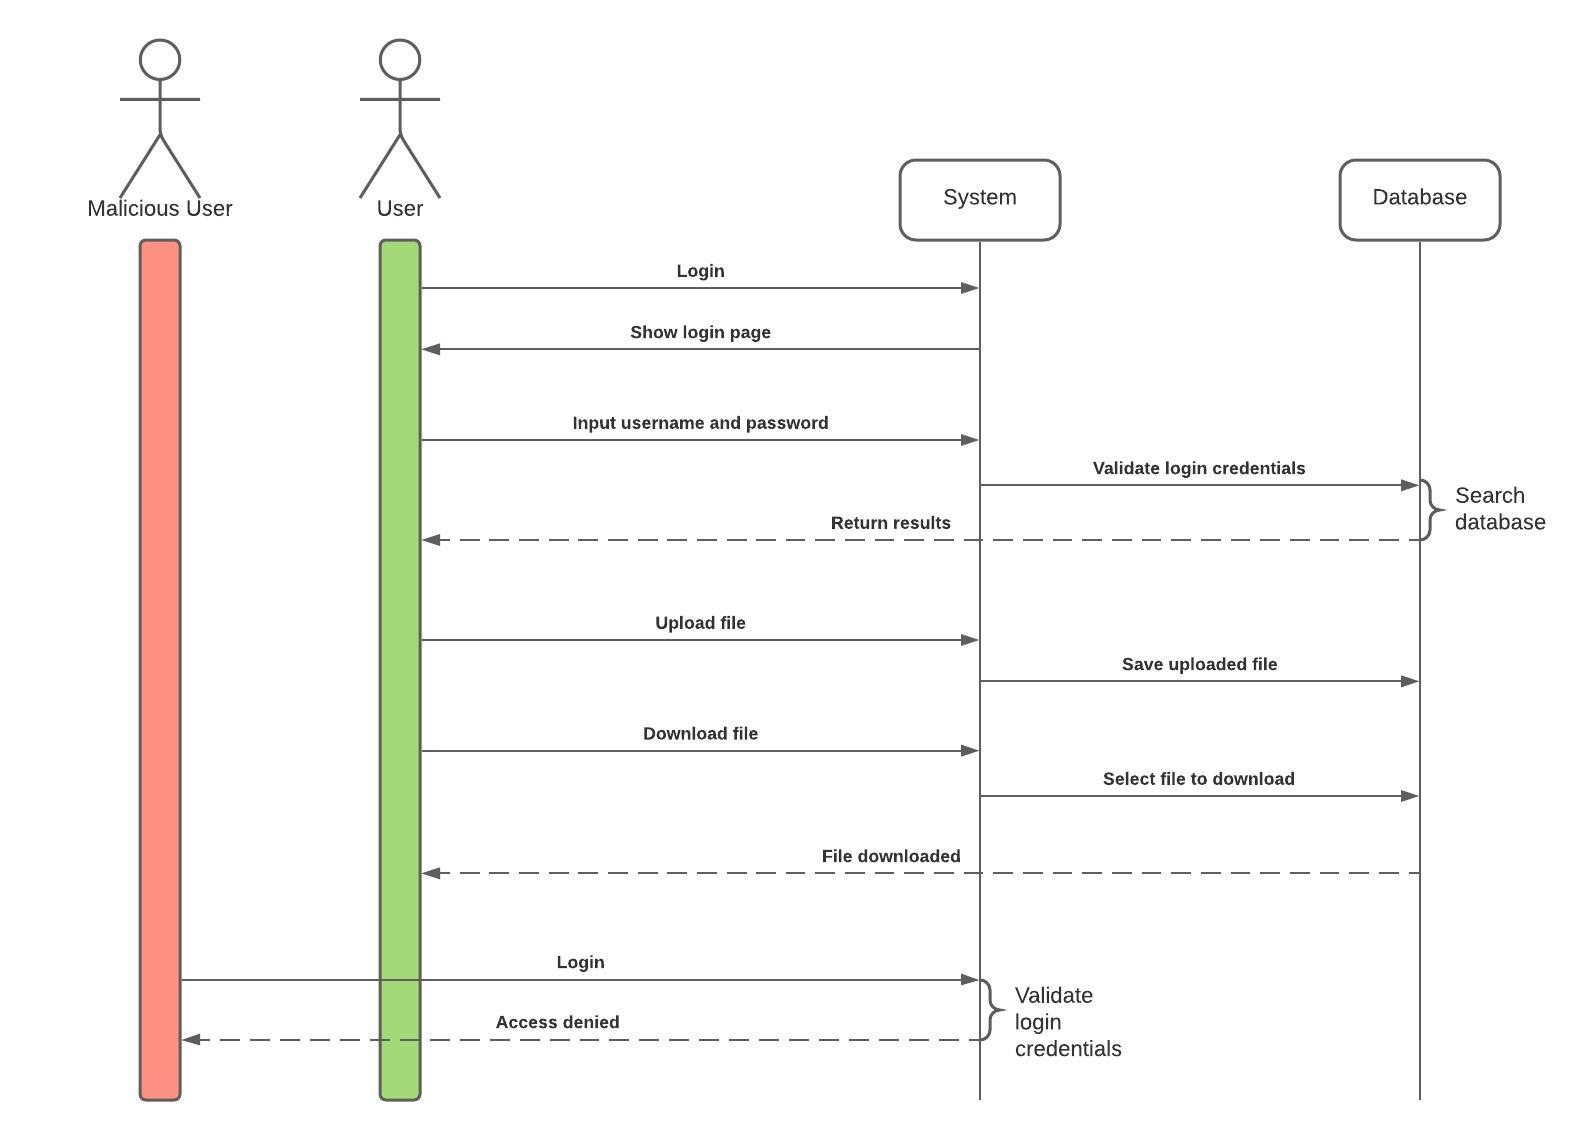 Malicious User
User
System
Database
Login
Show login page
Input username and password
Validate login credentials
Search
database
Return results
Upload file
Save uploaded file
Download file
Select file to download
File downloaded
Login
Validate
login
credentials
Access denied